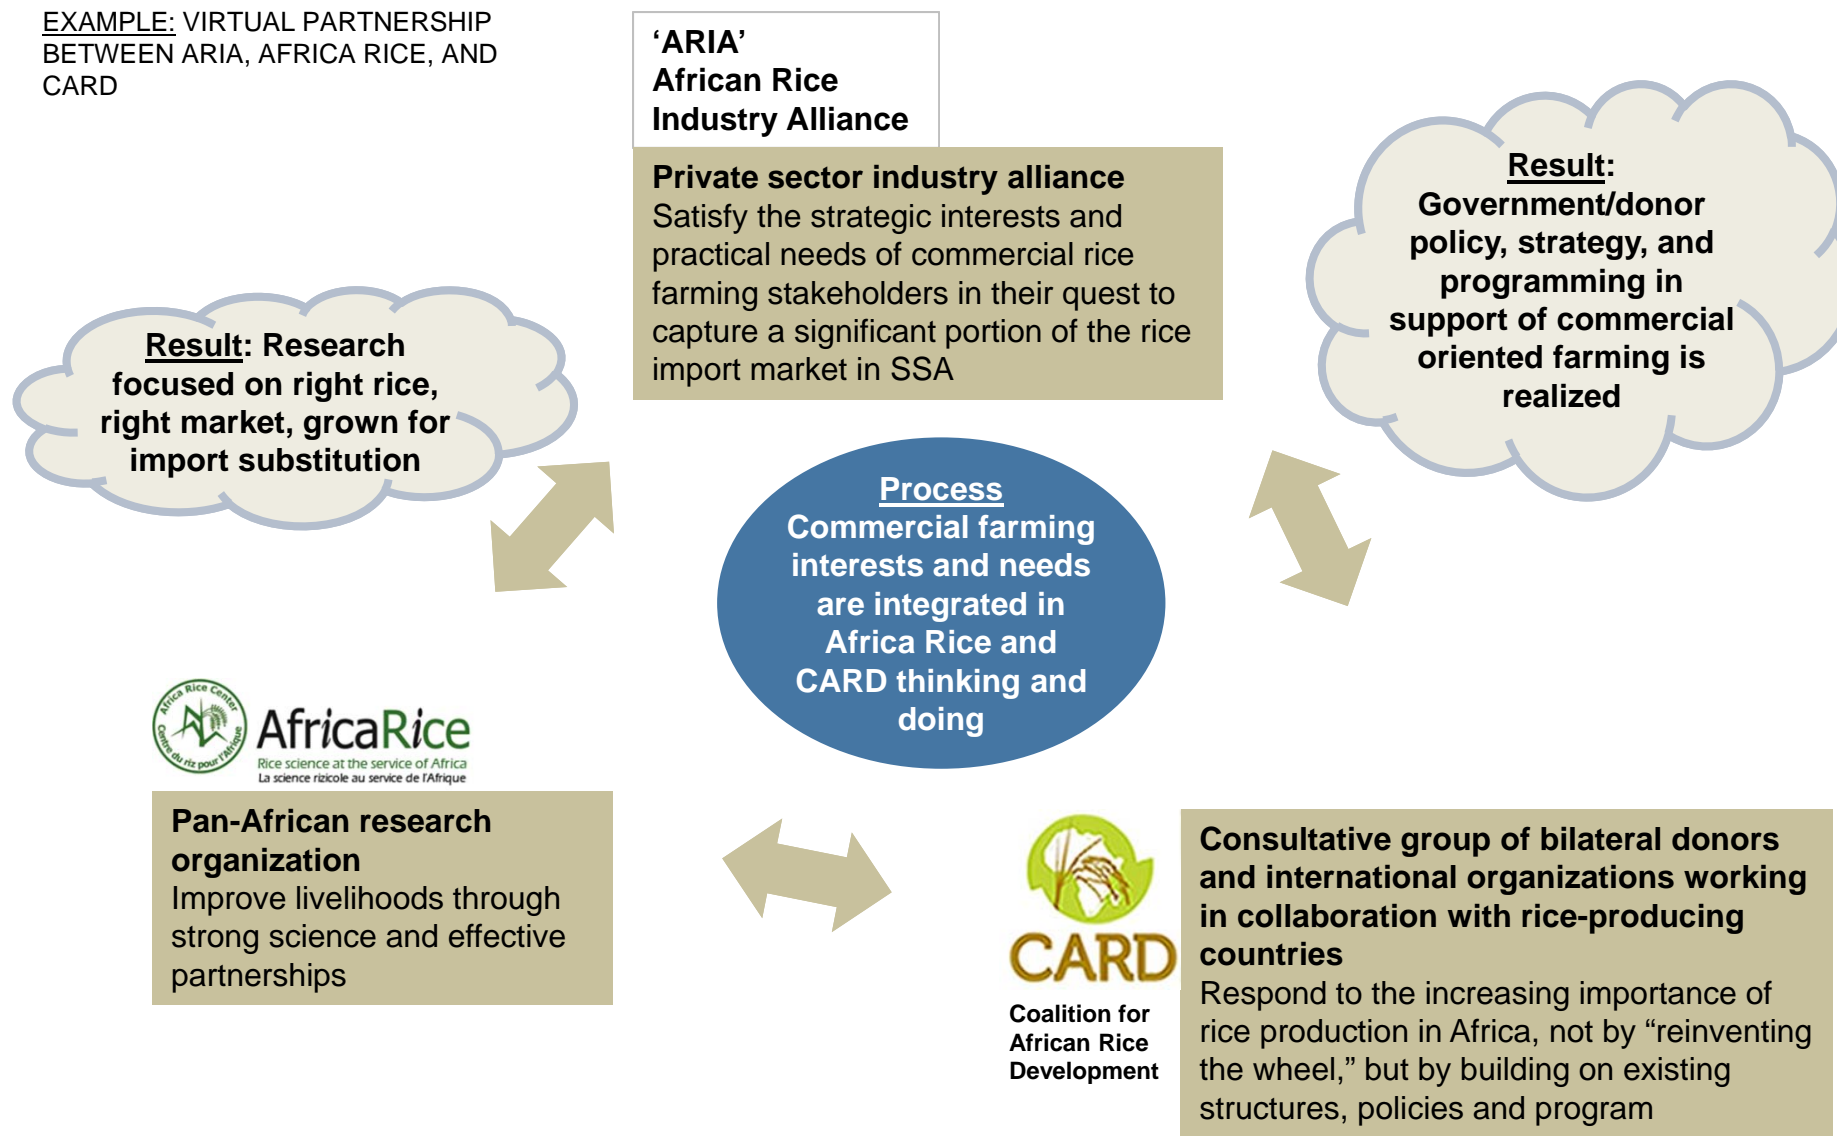 EXAMPLE: VIRTUAL PARTNERSHIP
BETWEEN ARIA, AFRICA RICE, AND
CARD
‘ARIA’
African Rice
Industry Alliance
Private sector industry alliance
Satisfy the strategic interests and
practical needs of commercial rice
farming stakeholders in their quest to
capture a significant portion of the rice
import market in SSA
Result:
Government/donor
policy, strategy, and
programming in
support of commercial
oriented farming is
realized
Result: Research
focused on right rice,
right market, grown for
import substitution
Process
Commercial farming
interests and needs
are integrated in
Africa Rice and
CARD thinking and
doing
Africa Rice Center
Centre du riz pour l'Afrique
AfricaRice
Rice science at the service of Africa
La science rizicole au service de l'Afrique
Pan-African research
organization
Improve livelihoods through
strong science and effective
partnerships
CARD
Coalition for
African Rice
Development
Consultative group of bilateral donors
and international organizations working
in collaboration with rice-producing
countries
Respond to the increasing importance of
rice production in Africa, not by “reinventing
the wheel,” but by building on existing
structures, policies and program